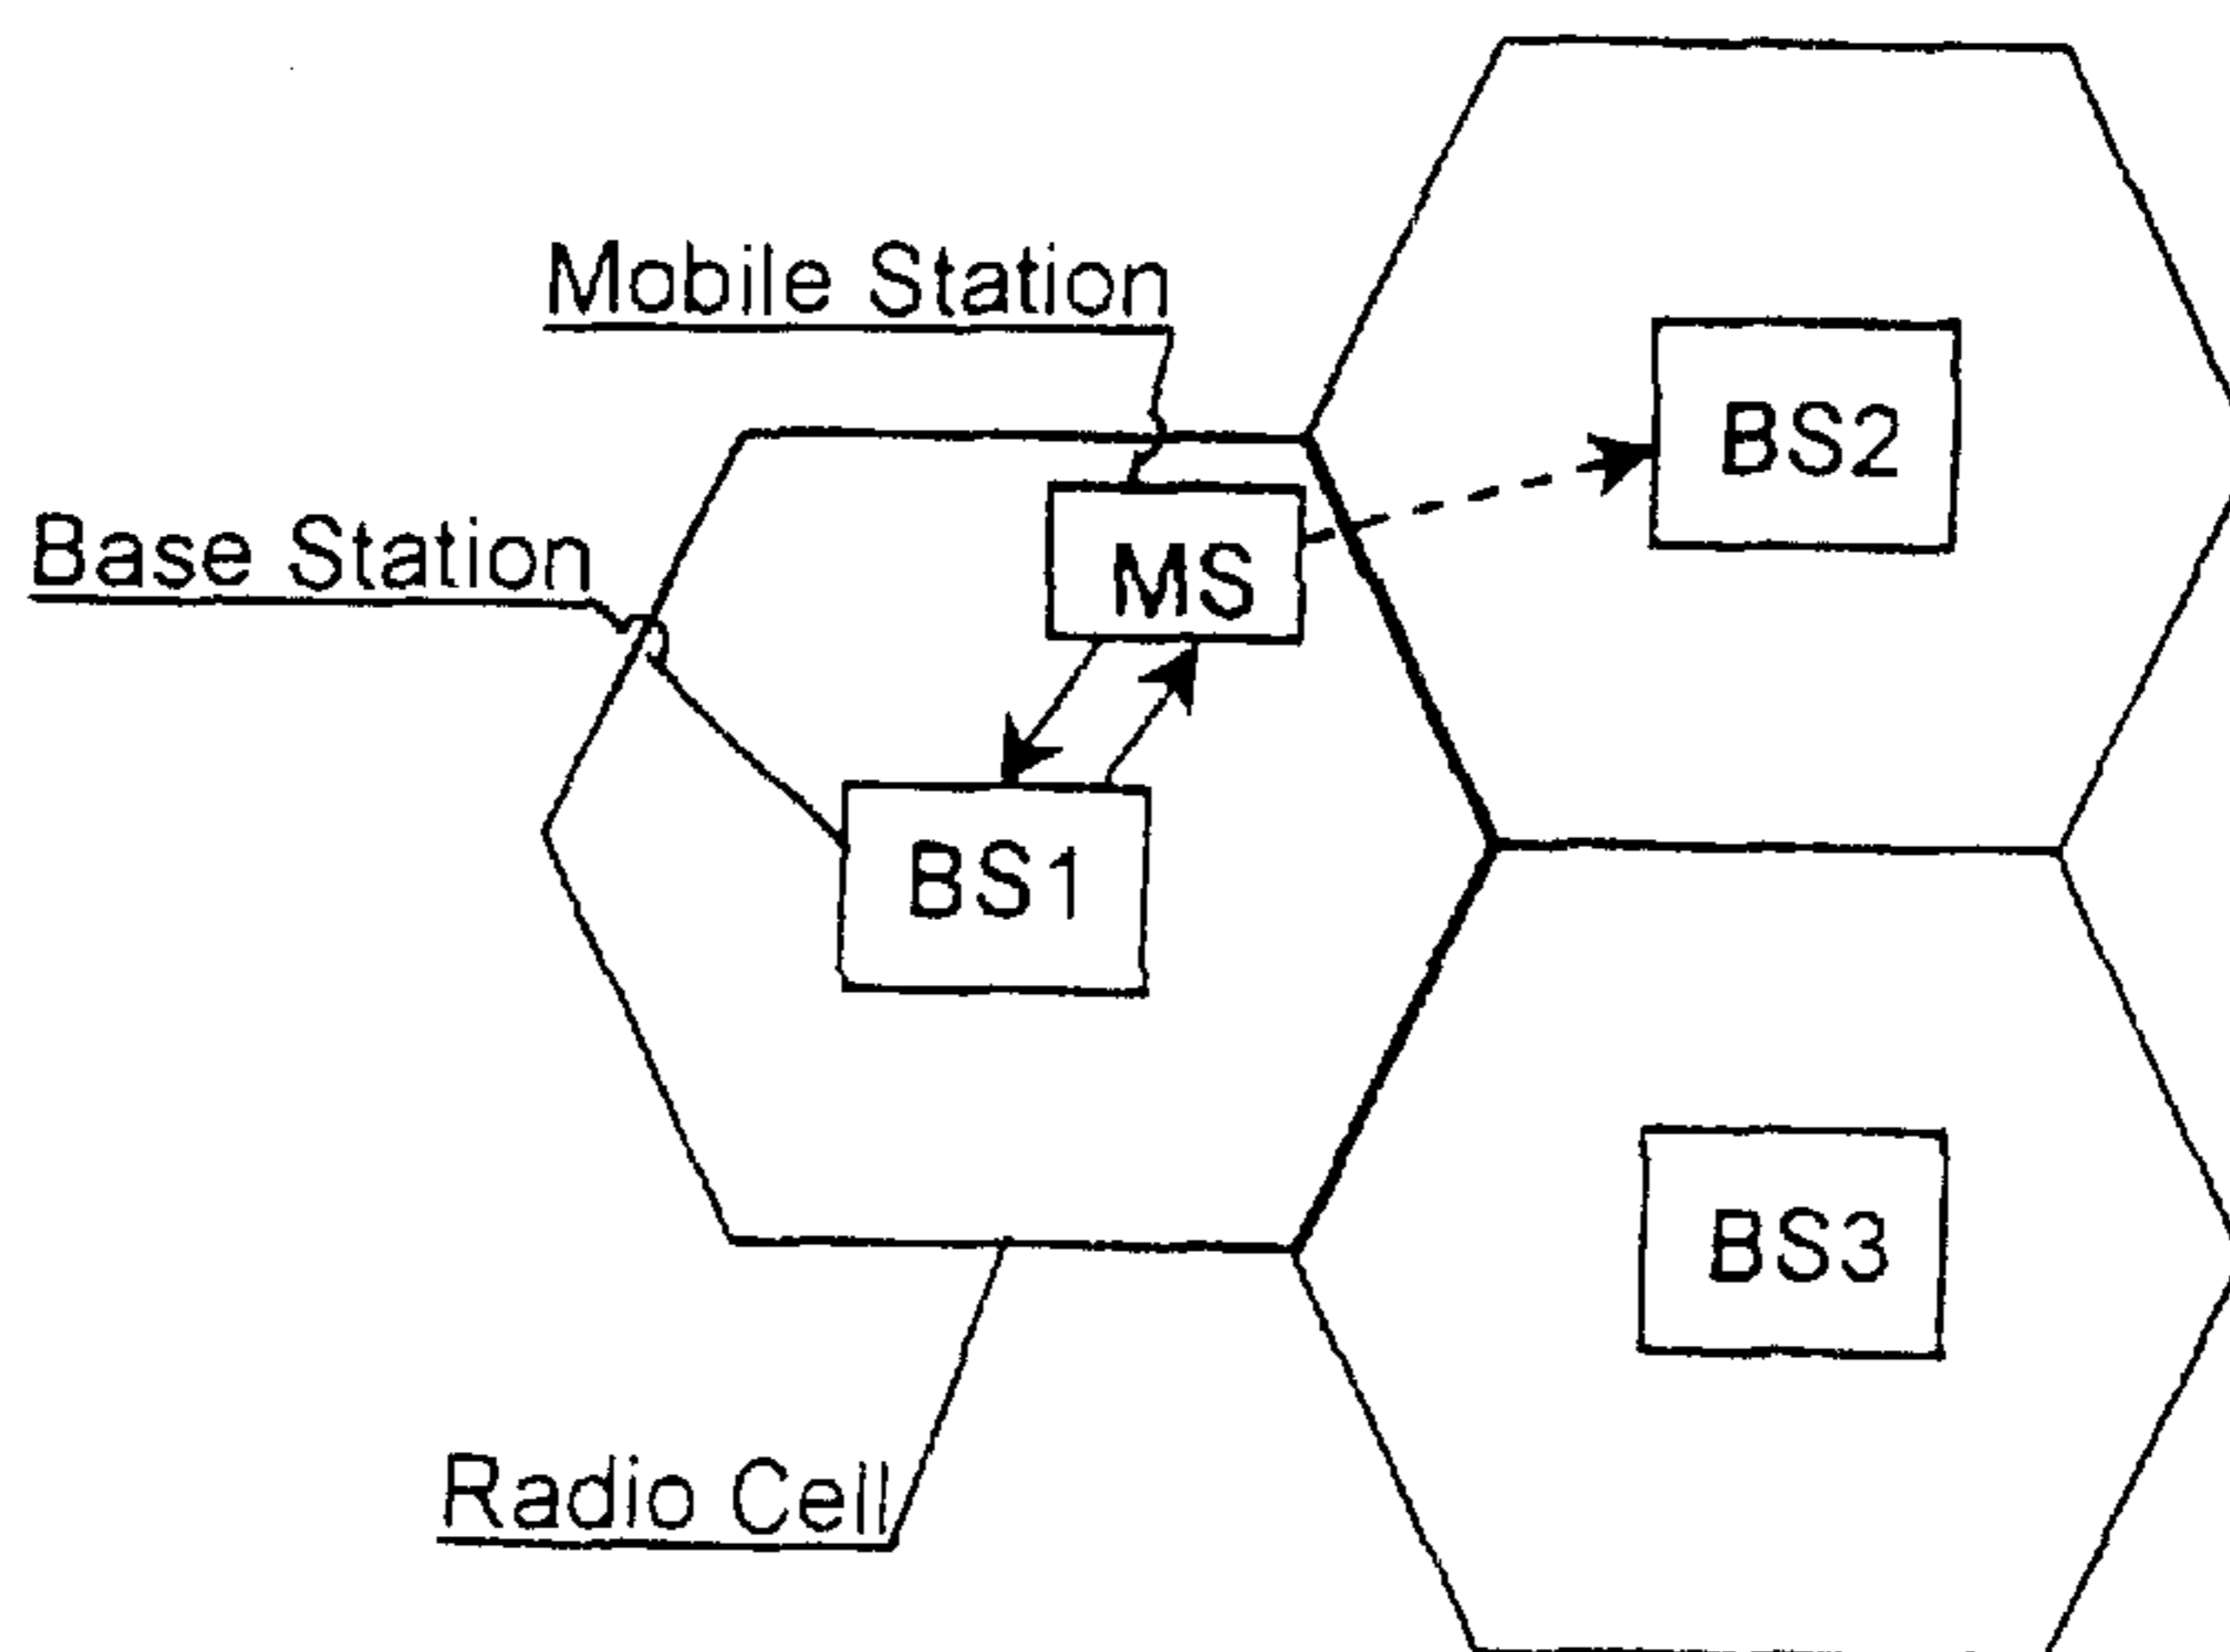 Mobile Station
BS2
Base Station
MS
BS1
BS3
Radio Cell